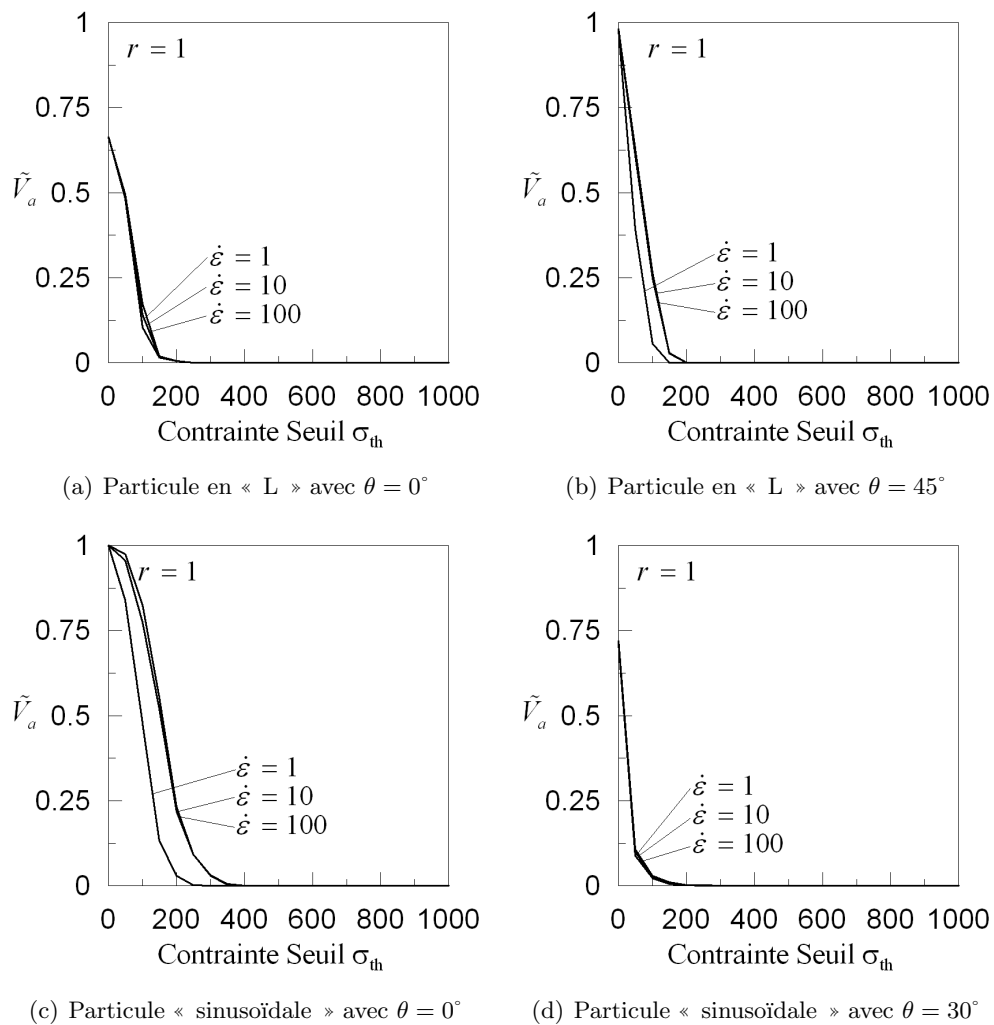 1
r = 1
0.75
Ṽa
0.5
ε̇ = 1
ε̇ = 10
0.25
ε̇ = 100
0
0 200 400 600 800 1000
Contrainte Seuil σth
(a) Particule en « L » avec θ = 0°
1
r = 1
0.75
Ṽa
0.5
ε̇ = 1
0.25
ε̇ = 10
ε̇ = 100
0
0 200 400 600 800 1000
Contrainte Seuil σth
(b) Particule en « L » avec θ = 45°
1
r = 1
0.75
Ṽa
0.5
ε̇ = 1
0.25
ε̇ = 10
ε̇ = 100
0
0 200 400 600 800 1000
Contrainte Seuil σth
(c) Particule « sinusoïdale » avec θ = 0°
1
r = 1
0.75
Ṽa
0.5
ε̇ = 1
0.25
ε̇ = 10
ε̇ = 100
0
0 200 400 600 800 1000
Contrainte Seuil σth
(d) Particule « sinusoïdale » avec θ = 30°